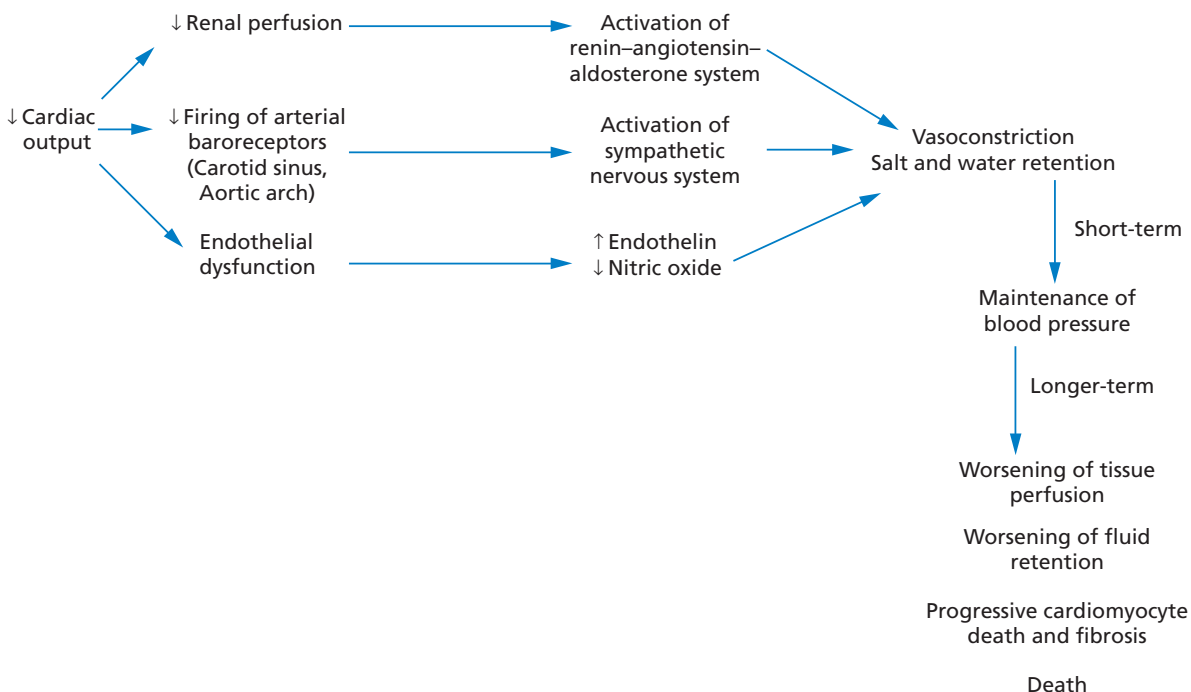 ↓ Renal perfusion
Activation of
renin–angiotensin–
aldosterone system
↓ Cardiac
output
↓ Firing of arterial
baroreceptors
(Carotid sinus,
Aortic arch)
Activation of
sympathetic
nervous system
Vasoconstriction
Salt and water retention
Endothelial
dysfunction
↑ Endothelin
↓ Nitric oxide
Short-term
Maintenance of
blood pressure
Longer-term
Worsening of tissue
perfusion
Worsening of fluid
retention
Progressive cardiomyocyte
death and fibrosis
Death